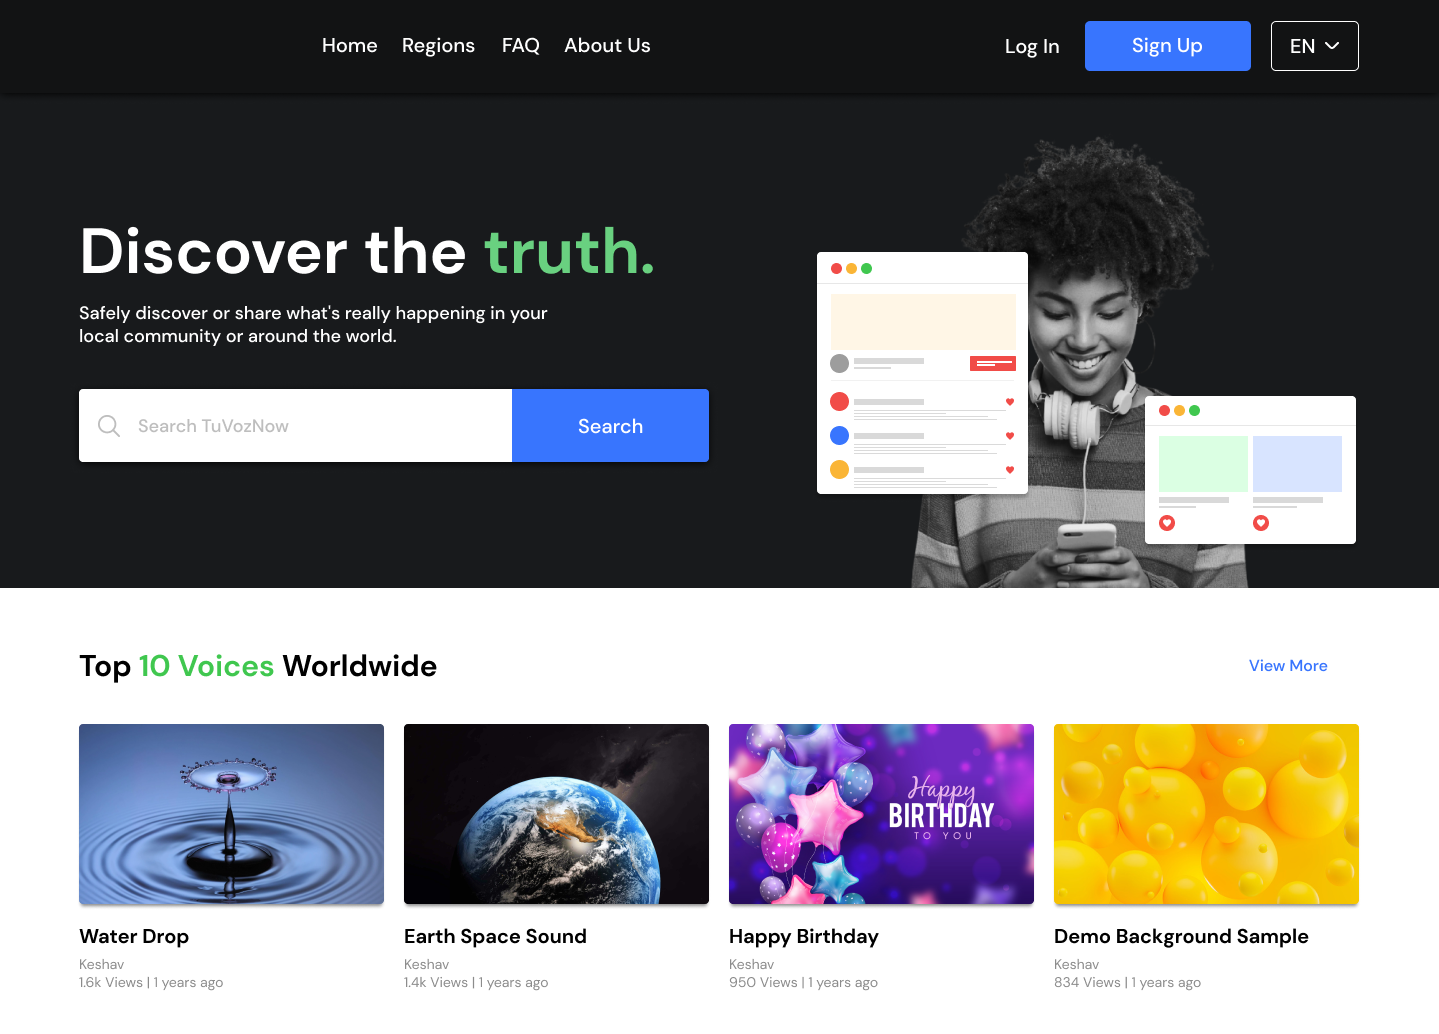 Home Regions FAQ About Us Log In Sign Up EN
Discover the truth.
Safely discover or share what's really happening in your
local community or around the world.
Search TuVozNow Search
Top 10 Voices Worldwide View More
Happy
BIRTHDAY
TO YOU
Water Drop Earth Space Sound Happy Birthday Demo Background Sample
Keshav Keshav Keshav Keshav
1.6k Views | 1 years ago 1.4k Views | 1 years ago 950 Views | 1 years ago 834 Views | 1 years ago